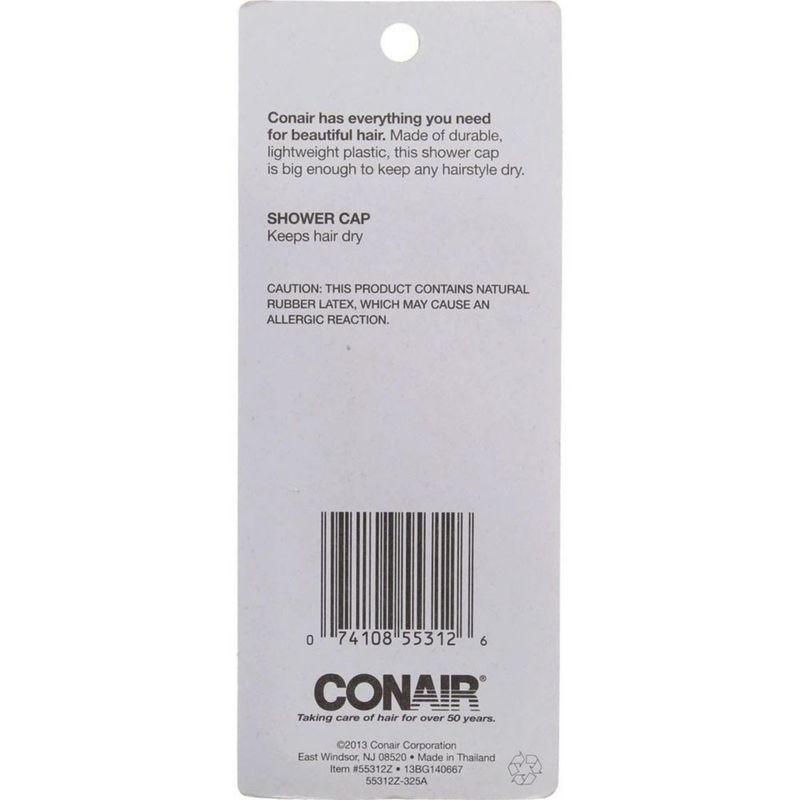 Conair has everything you need
for beautiful hair. Made of durable,
lightweight plastic, this shower cap
is big enough to keep any hairstyle dry.
SHOWER CAP
Keeps hair dry
CAUTION: THIS PRODUCT CONTAINS NATURAL
RUBBER LATEX, WHICH MAY CAUSE AN
ALLERGIC REACTION.
0 74108 55312 6
CONAIR®
Taking care of hair for over 50 years.
©2013 Conair Corporation
East Windsor, NJ 08520 • Made in Thailand
Item #55312Z • 13BG140667
55312Z-325A